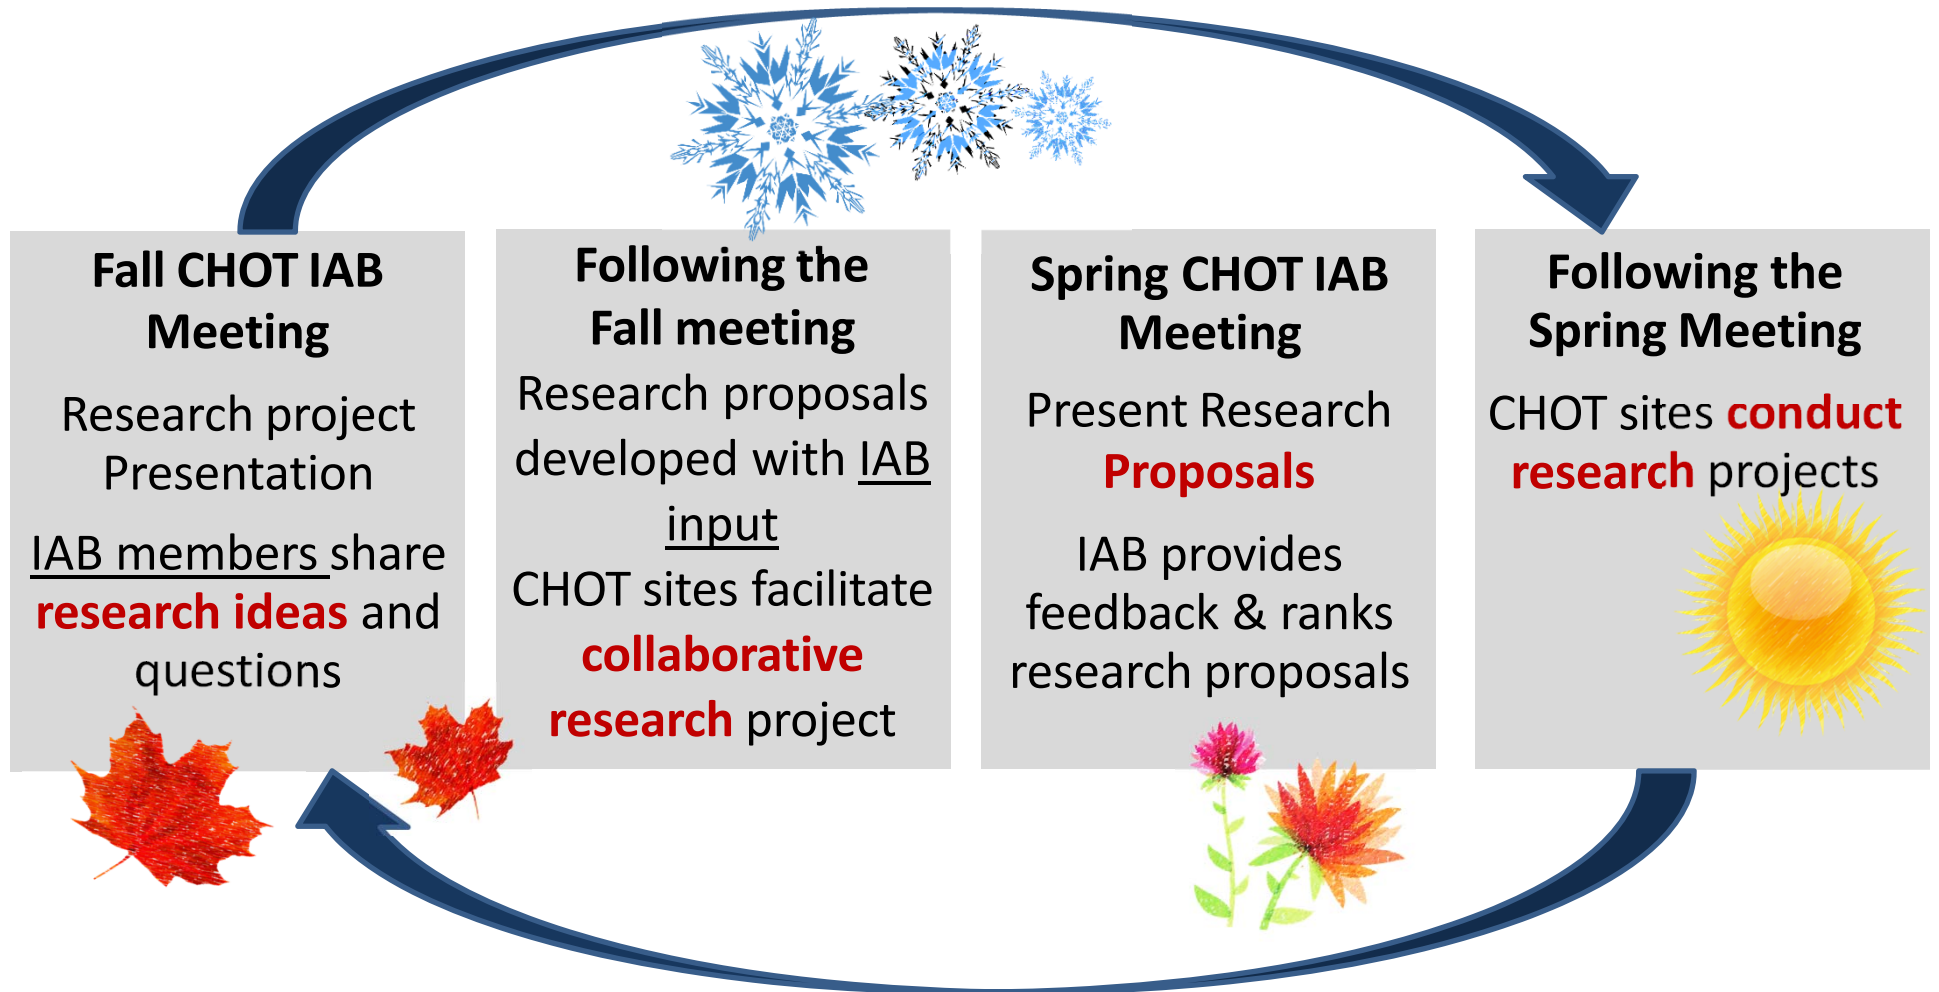 Fall CHOT IAB
Meeting
Research project
Presentation
IAB members share
research ideas and
questions
Following the
Fall meeting
Research proposals
developed with IAB
input
CHOT sites facilitate
collaborative
research project
Spring CHOT IAB
Meeting
Present Research
Proposals
IAB provides
feedback & ranks
research proposals
Following the
Spring Meeting
CHOT sites conduct
research projects